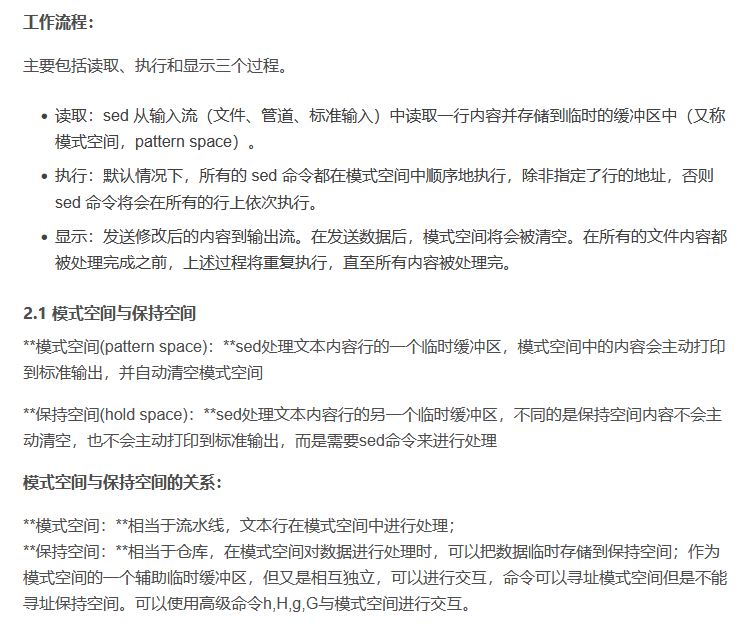 工作流程：
主要包括读取、执行和显示三个过程。
• 读取：sed 从输入流（文件、管道、标准输入）中读取一行内容并存储到临时的缓冲区中（又称
模式空间，pattern space）。
• 执行：默认情况下，所有的 sed 命令都在模式空间中顺序地执行，除非指定了行的地址，否则
sed 命令将会在所有的行上依次执行。
• 显示：发送修改后的内容到输出流。在发送数据后，模式空间将会被清空。在所有的文件内容都
被处理完成之前，上述过程将重复执行，直至所有内容被处理完。
2.1 模式空间与保持空间
**模式空间(pattern space)：**sed处理文本内容行的一个临时缓冲区，模式空间中的内容会主动打印
到标准输出，并自动清空模式空间
**保持空间(hold space)：**sed处理文本内容行的另一个临时缓冲区，不同的是保持空间内容不会主
动清空，也不会主动打印到标准输出，而是需要sed命令来进行处理
模式空间与保持空间的关系：
**模式空间：**相当于流水线，文本行在模式空间中进行处理；
**保持空间：**相当于仓库，在模式空间对数据进行处理时，可以把数据临时存储到保持空间；作为
模式空间的一个辅助临时缓冲区，但又是相互独立，可以进行交互，命令可以寻址模式空间但是不能
寻址保持空间。可以使用高级命令h,H,g,G与模式空间进行交互。